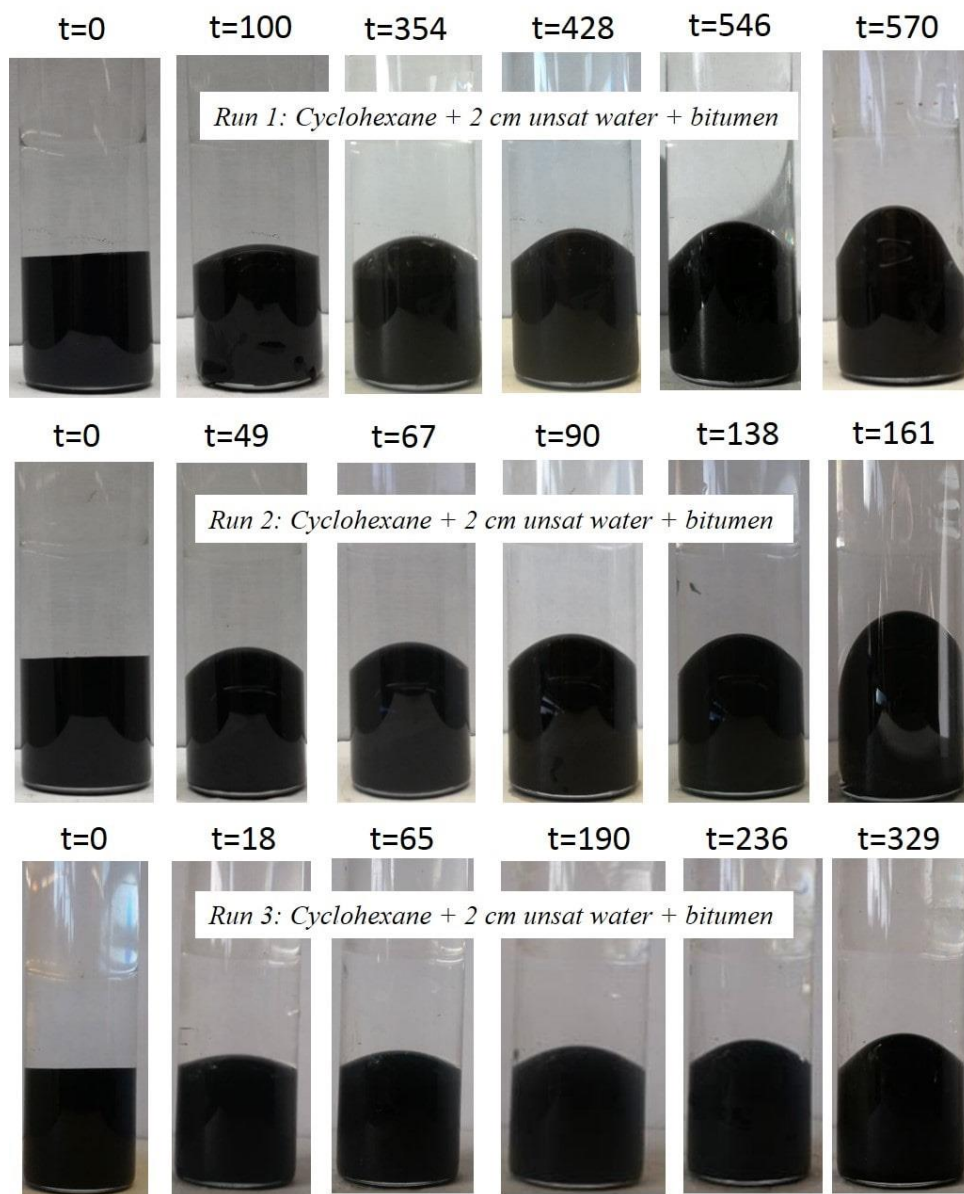 t=0 t=100 t=354 t=428 t=546 t=570
Run 1: Cyclohexane + 2 cm unsat water + bitumen
t=0 t=49 t=67 t=90 t=138 t=161
Run 2: Cyclohexane + 2 cm unsat water + bitumen
t=0 t=18 t=65 t=190 t=236 t=329
Run 3: Cyclohexane + 2 cm unsat water + bitumen